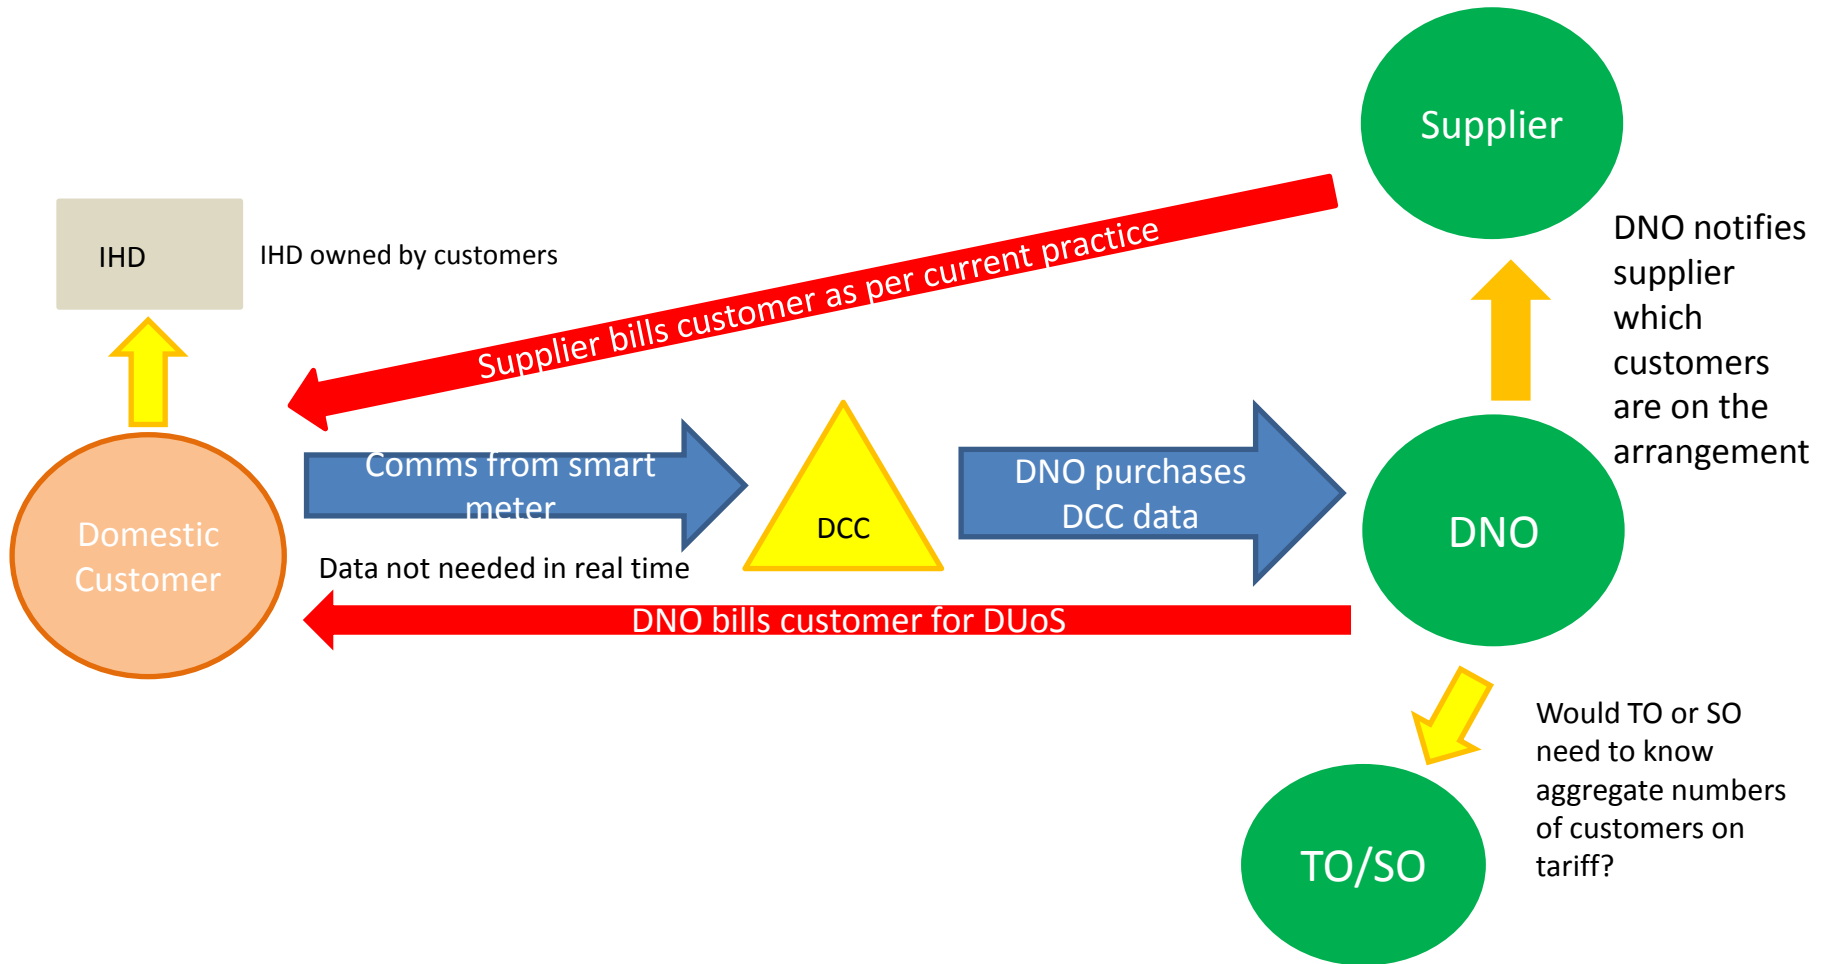 Supplier
IHD
IHD owned by customers
DNO notifies
supplier
which
customers
are on the
arrangement
Supplier bills customer as per current practice
Comms from smart
meter
DNO purchases
DCC data
DCC
DNO
Domestic
Customer
Data not needed in real time
DNO bills customer for DUoS
Would TO or SO
need to know
aggregate numbers
of customers on
tariff?
TO/SO